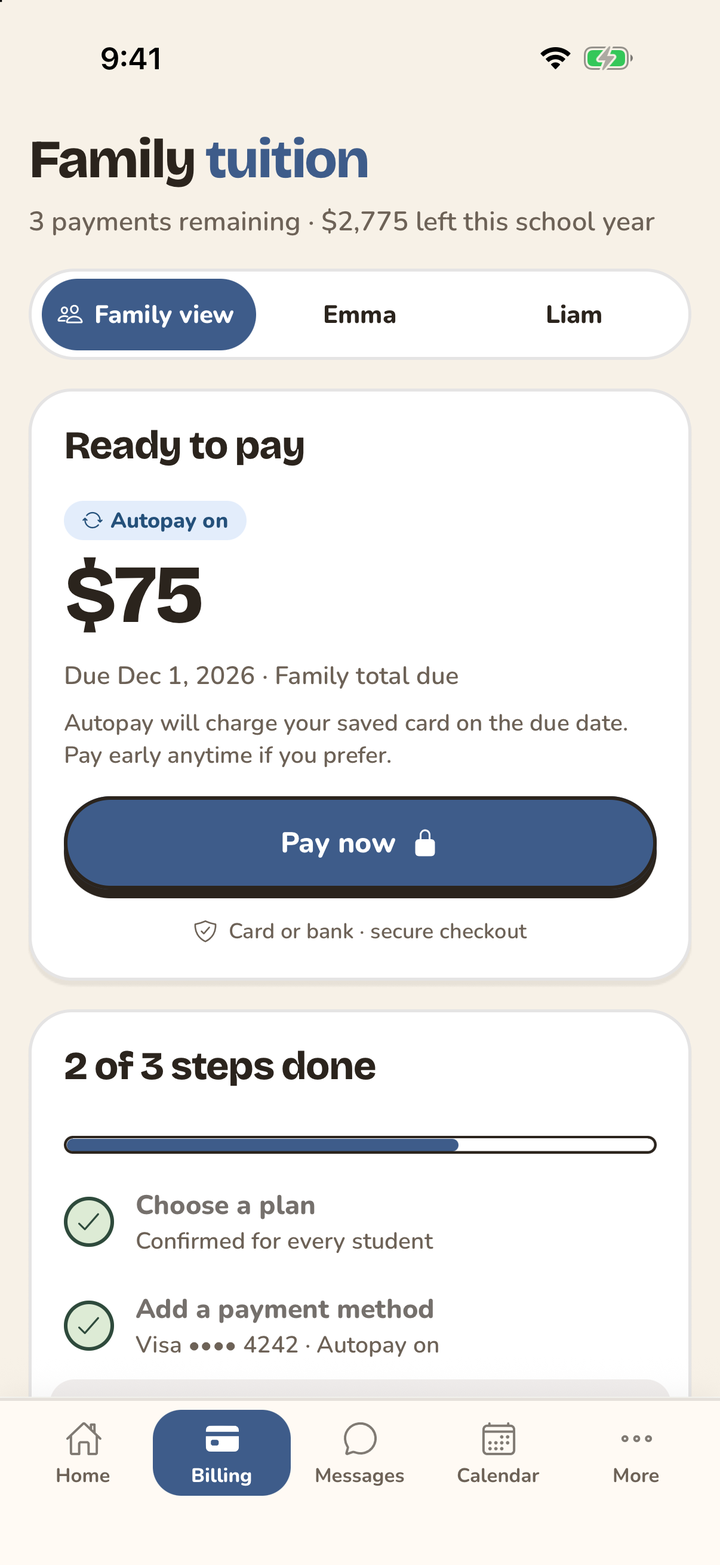 9:41
Family tuition
3 payments remaining · $2,775 left this school year
Family view
Emma
Liam
Ready to pay
Autopay on
$75
Due Dec 1, 2026 · Family total due
Autopay will charge your saved card on the due date.
Pay early anytime if you prefer.
Pay now
Card or bank · secure checkout
2 of 3 steps done
Choose a plan
Confirmed for every student
Add a payment method
Visa •••• 4242 · Autopay on
Home
Billing
Messages
Calendar
More